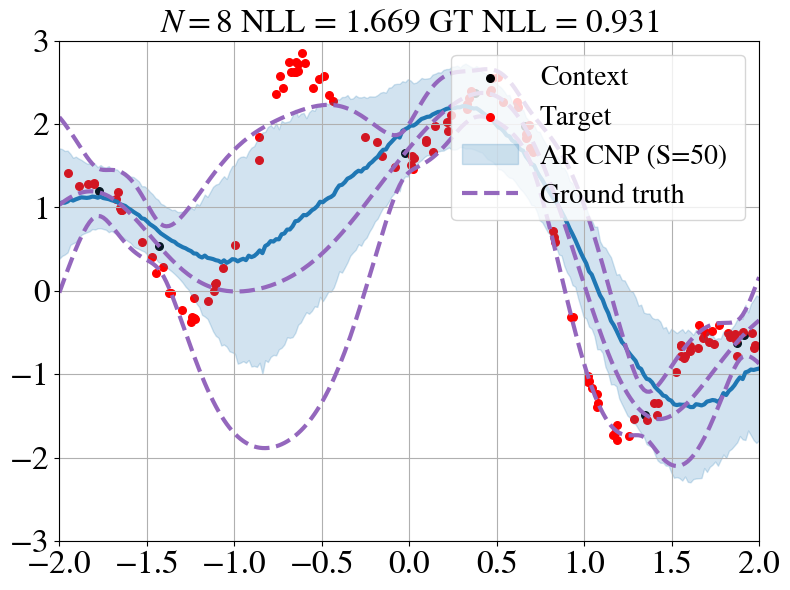 N = 8 NLL = 1.669 GT NLL = 0.931
Context
Target
AR CNP (S=50)
Ground truth
3
2
1
0
−1
−2
−3
−2.0 −1.5 −1.0 −0.5 0.0 0.5 1.0 1.5 2.0